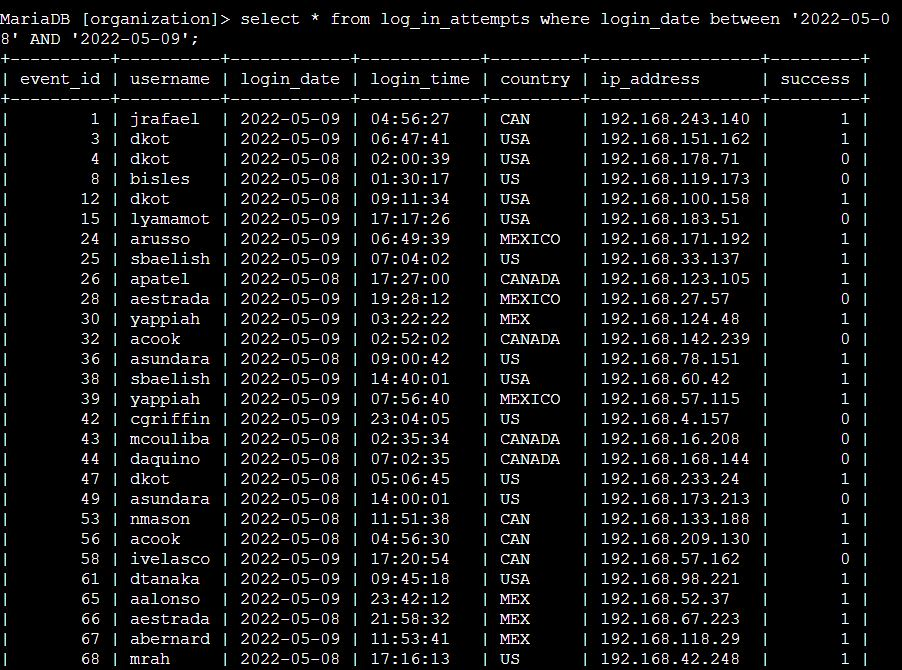 MariaDB [organization]> select * from log_in_attempts where login_date between '2022-05-0
8' AND '2022-05-09';
+----------+----------+------------+------------+---------+-----------------+---------+
| event_id | username | login_date | login_time | country | ip_address      | success |
+----------+----------+------------+------------+---------+-----------------+---------+
|        1 | jrafael  | 2022-05-09 | 04:56:27   | CAN     | 192.168.243.140 |       1 |
|        3 | dkot     | 2022-05-09 | 06:47:41   | USA     | 192.168.151.162 |       1 |
|        4 | dkot     | 2022-05-08 | 02:00:39   | USA     | 192.168.178.71  |       0 |
|        8 | bisles   | 2022-05-08 | 01:30:17   | US      | 192.168.119.173 |       0 |
|       12 | dkot     | 2022-05-08 | 09:11:34   | USA     | 192.168.100.158 |       1 |
|       15 | lyamamot | 2022-05-09 | 17:17:26   | USA     | 192.168.183.51  |       0 |
|       24 | arusso   | 2022-05-09 | 06:49:39   | MEXICO  | 192.168.171.192 |       1 |
|       25 | sbaelish | 2022-05-09 | 07:04:02   | US      | 192.168.33.137  |       1 |
|       26 | apatel   | 2022-05-08 | 17:27:00   | CANADA  | 192.168.123.105 |       1 |
|       28 | aestrada | 2022-05-09 | 19:28:12   | MEXICO  | 192.168.27.57   |       0 |
|       30 | yappiah  | 2022-05-09 | 03:22:22   | MEX     | 192.168.124.48  |       1 |
|       32 | acook    | 2022-05-09 | 02:52:02   | CANADA  | 192.168.142.239 |       0 |
|       36 | asundara | 2022-05-08 | 09:00:42   | US      | 192.168.78.151  |       1 |
|       38 | sbaelish | 2022-05-09 | 14:40:01   | USA     | 192.168.60.42   |       1 |
|       39 | yappiah  | 2022-05-09 | 07:56:40   | MEXICO  | 192.168.57.115  |       1 |
|       42 | cgriffin | 2022-05-09 | 23:04:05   | US      | 192.168.4.157   |       0 |
|       43 | mcouliba | 2022-05-08 | 02:35:34   | CANADA  | 192.168.16.208  |       0 |
|       44 | daquino  | 2022-05-08 | 07:02:35   | CANADA  | 192.168.168.144 |       0 |
|       47 | dkot     | 2022-05-08 | 05:06:45   | US      | 192.168.233.24  |       1 |
|       49 | asundara | 2022-05-08 | 14:00:01   | US      | 192.168.173.213 |       0 |
|       53 | nmason   | 2022-05-08 | 11:51:38   | CAN     | 192.168.133.188 |       1 |
|       56 | acook    | 2022-05-08 | 04:56:30   | CAN     | 192.168.209.130 |       1 |
|       58 | ivelasco | 2022-05-09 | 17:20:54   | CAN     | 192.168.57.162  |       0 |
|       61 | dtanaka  | 2022-05-09 | 09:45:18   | USA     | 192.168.98.221  |       1 |
|       65 | aalonso  | 2022-05-09 | 23:42:12   | MEX     | 192.168.52.37   |       1 |
|       66 | aestrada | 2022-05-08 | 21:58:32   | MEX     | 192.168.67.223  |       1 |
|       67 | abernard | 2022-05-09 | 11:53:41   | MEX     | 192.168.118.29  |       1 |
|       68 | mrah     | 2022-05-08 | 17:16:13   | US      | 192.168.42.248  |       1 |